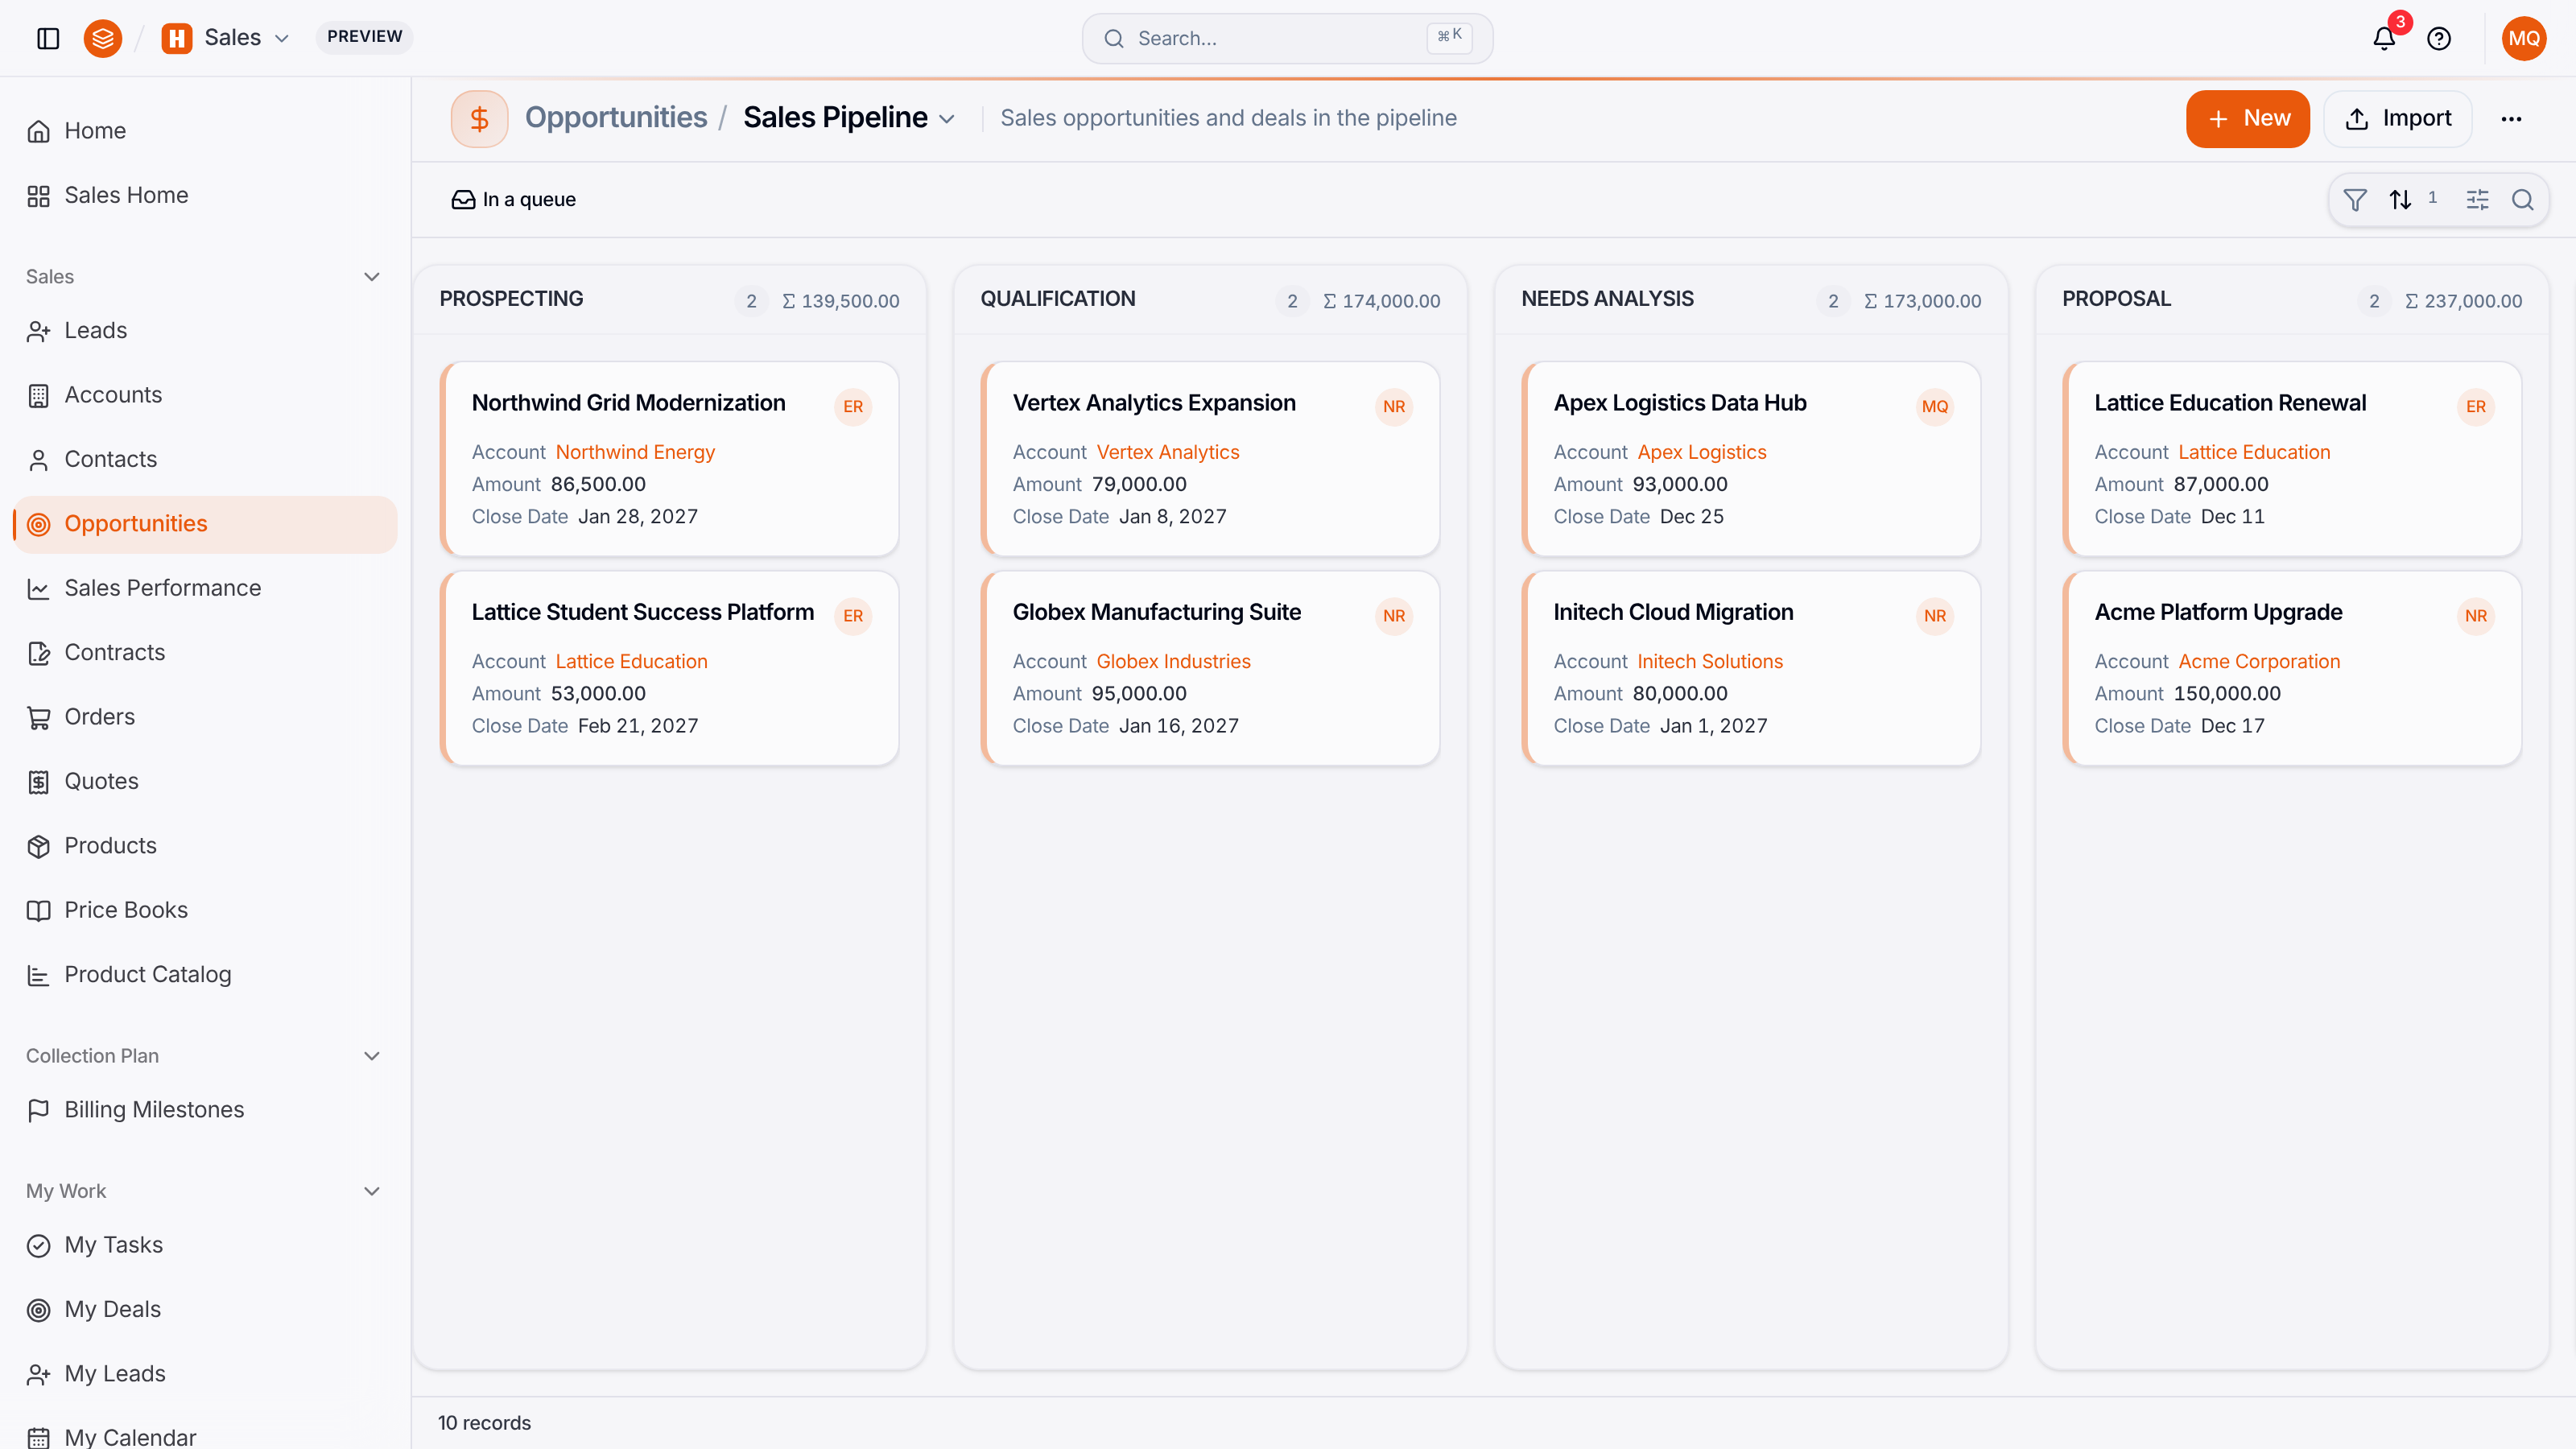 H Sales PREVIEW
Search... ⌘ K
3
MQ
Home
Sales Home
Sales
Leads
Accounts
Contacts
Opportunities
Sales Performance
Contracts
Orders
Quotes
Products
Price Books
Product Catalog
Collection Plan
Billing Milestones
My Work
My Tasks
My Deals
My Leads
My Calendar
Opportunities / Sales Pipeline
Sales opportunities and deals in the pipeline
New
Import
In a queue
1
PROSPECTING 2 Σ 139,500.00
Northwind Grid Modernization ER
Account Northwind Energy
Amount 86,500.00
Close Date Jan 28, 2027
Lattice Student Success Platform ER
Account Lattice Education
Amount 53,000.00
Close Date Feb 21, 2027
QUALIFICATION 2 Σ 174,000.00
Vertex Analytics Expansion NR
Account Vertex Analytics
Amount 79,000.00
Close Date Jan 8, 2027
Globex Manufacturing Suite NR
Account Globex Industries
Amount 95,000.00
Close Date Jan 16, 2027
NEEDS ANALYSIS 2 Σ 173,000.00
Apex Logistics Data Hub MQ
Account Apex Logistics
Amount 93,000.00
Close Date Dec 25
Initech Cloud Migration NR
Account Initech Solutions
Amount 80,000.00
Close Date Jan 1, 2027
PROPOSAL 2 Σ 237,000.00
Lattice Education Renewal ER
Account Lattice Education
Amount 87,000.00
Close Date Dec 11
Acme Platform Upgrade NR
Account Acme Corporation
Amount 150,000.00
Close Date Dec 17
10 records